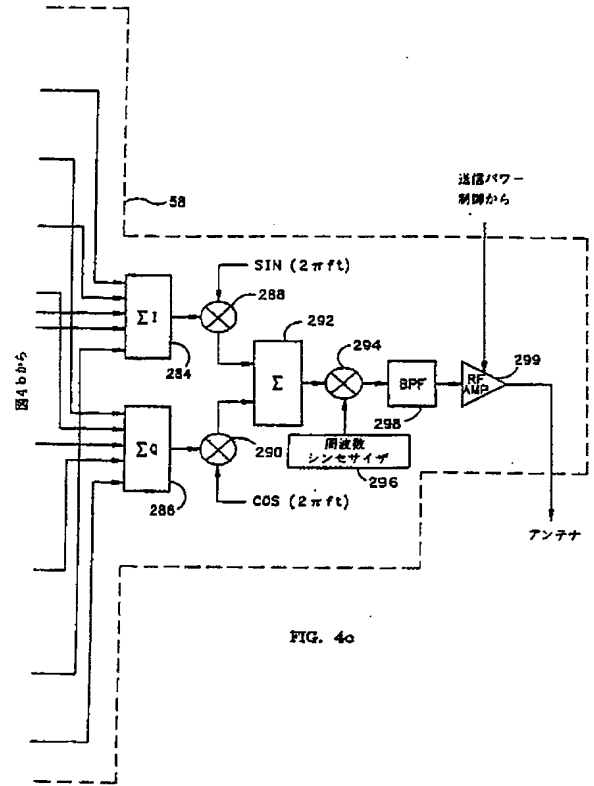 送信パワー
制御から
58
SIN (2πft)
288
ΣI
284
292
Σ
294
BPF
298
RF
AMP
299
図4bから
ΣQ
286
290
COS (2πft)
周波数
シンセサイザ
296
アンテナ
FIG. 4c